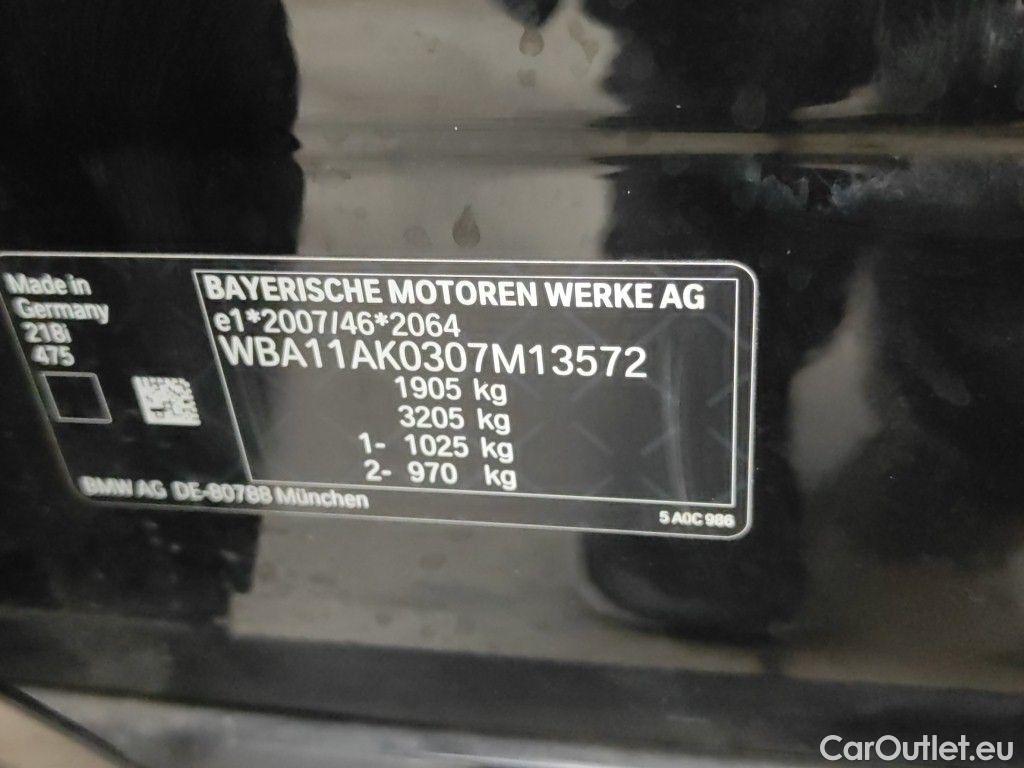 Made in
Germany
218i
475
BAYERISCHE MOTOREN WERKE AG
e1*2007/46*2064
WBA11AK0307M13572
1905 kg
3205 kg
1- 1025 kg
2- 970 kg
BMW AG DE-80788 München
5 A0C 986
CarOutlet.eu